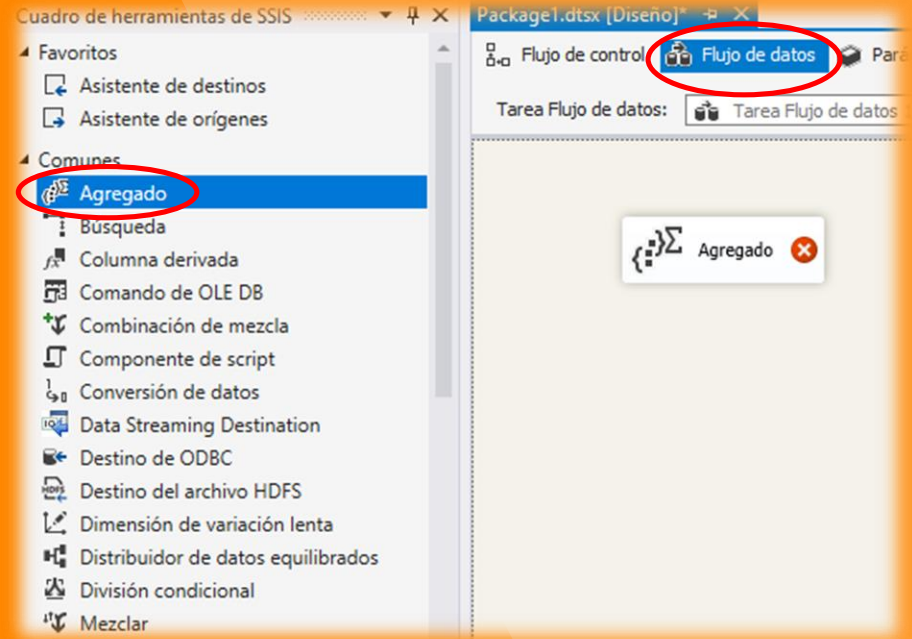 Cuadro de herramientas de SSIS
Favoritos
Asistente de destinos
Asistente de orígenes
Comunes
Agregado
Búsqueda
Columna derivada
Comando de OLE DB
Combinación de mezcla
Componente de script
Conversión de datos
Data Streaming Destination
Destino de ODBC
Destino del archivo HDFS
Dimensión de variación lenta
Distribuidor de datos equilibrados
División condicional
Mezclar
Package1.dtsx [Diseño]*
Flujo de control Flujo de datos Pará
Tarea Flujo de datos: Tarea Flujo de datos
Agregado